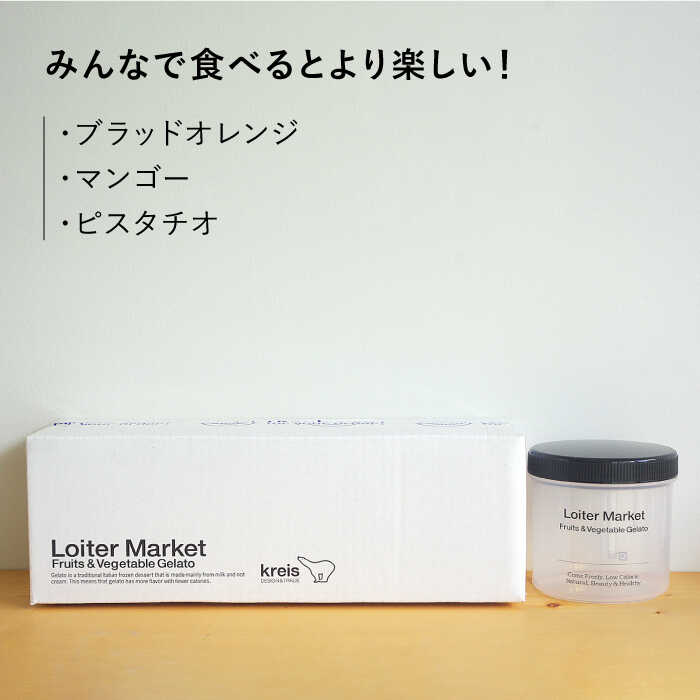 みんなで食べるとより楽しい！
・ブラッドオレンジ
・マンゴー
・ピスタチオ
Loiter Market
Fruits & Vegetable Gelato
Gelato is a traditional Italian frozen dessert that is made mainly from milk and not
cream. This means that gelato has more flavor with fewer calories.
kreis
DESIGN & TRADE
Loiter Market
Fruits & Vegetable Gelato
Natural, Beauty & Healthy